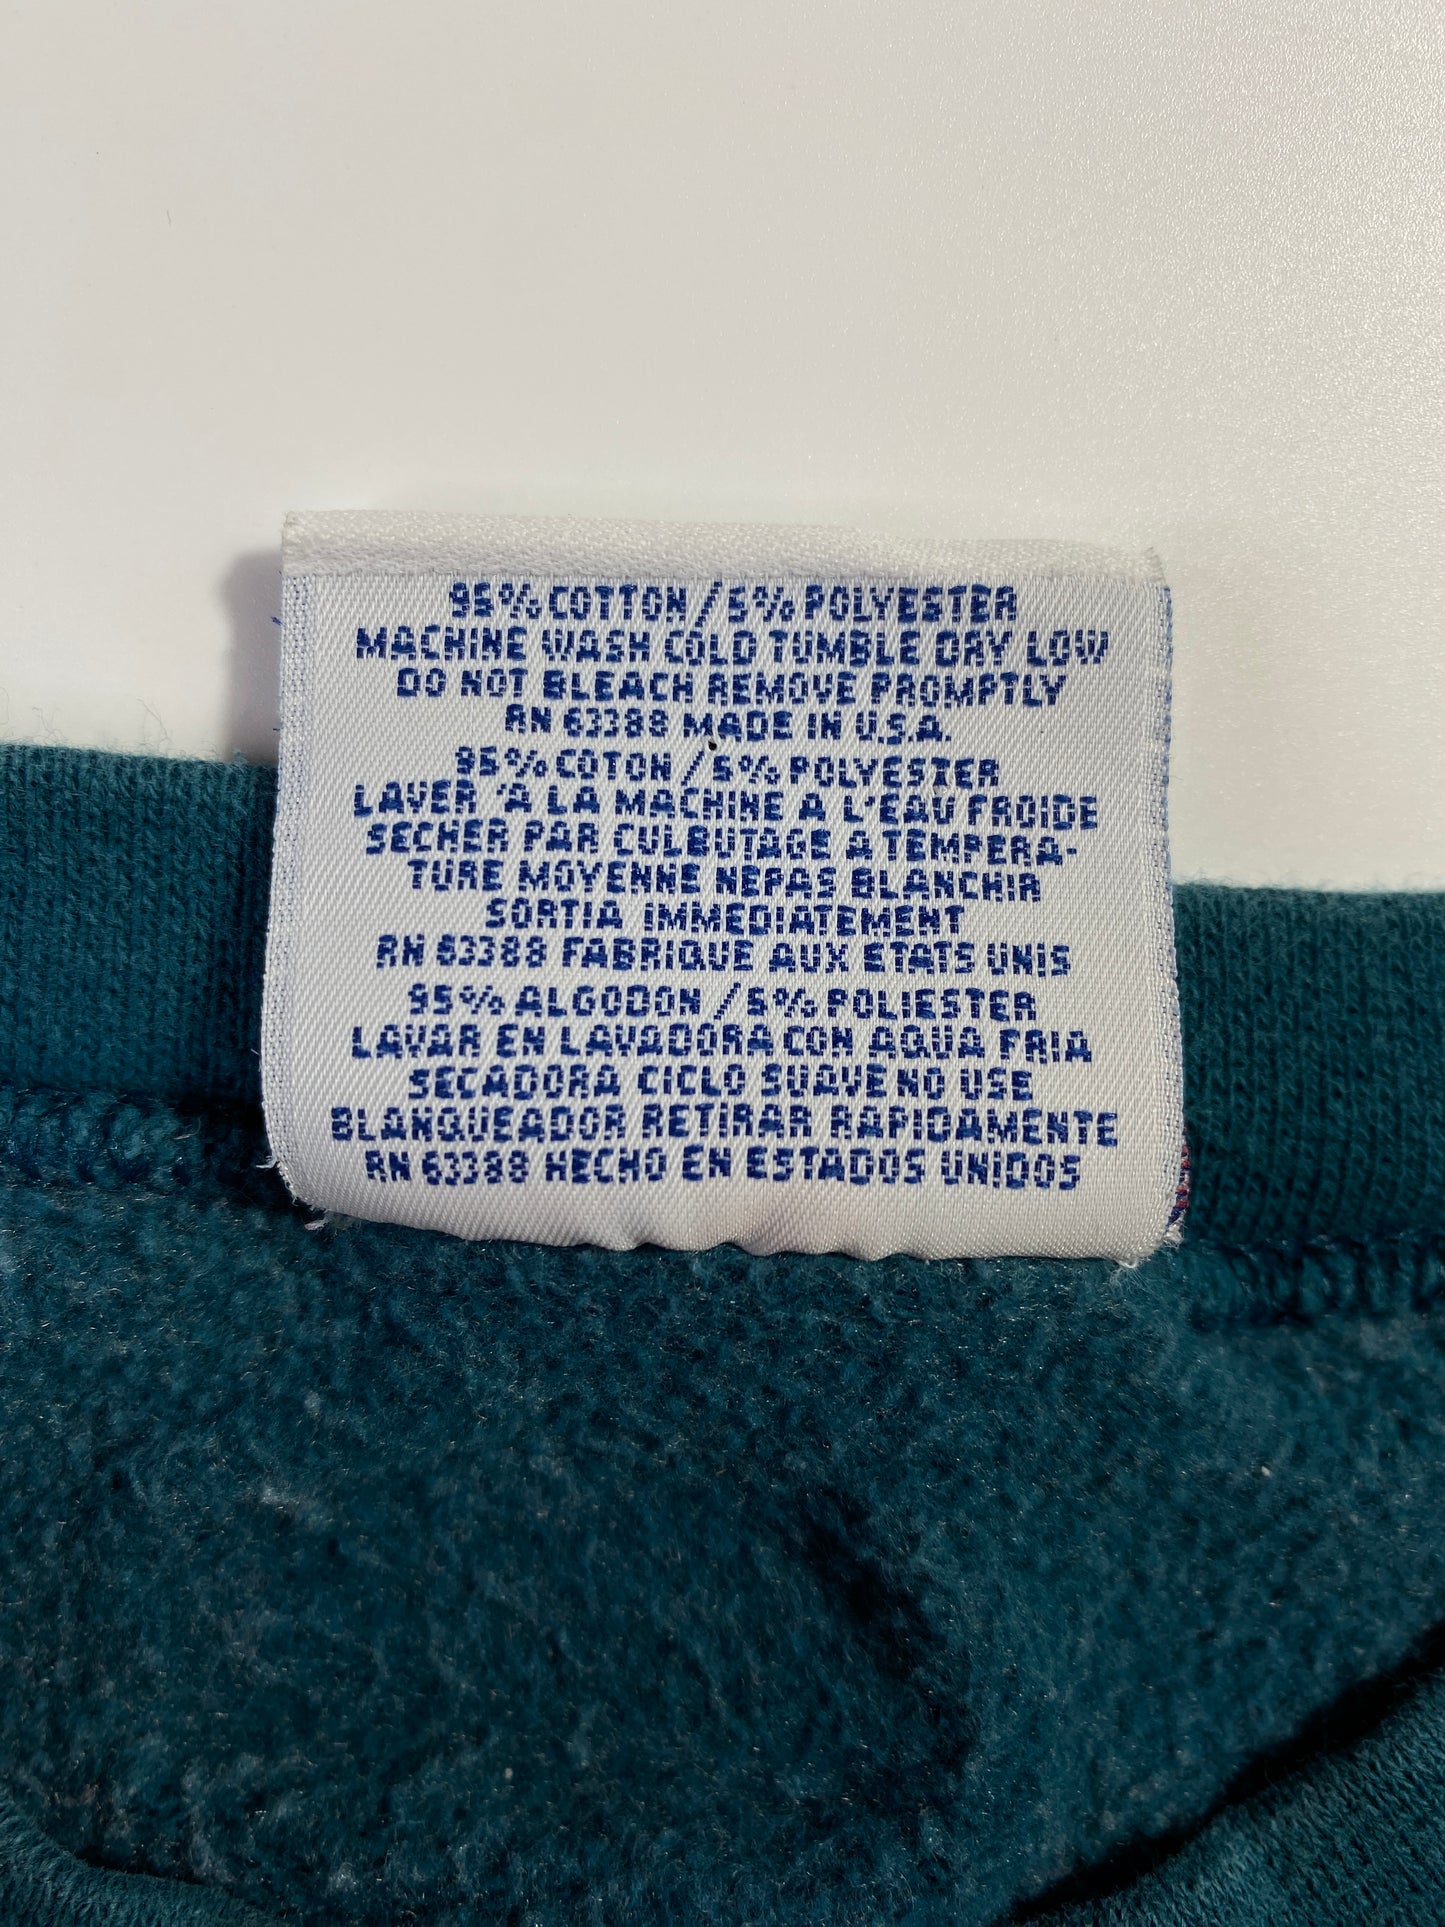 95% COTTON / 5% POLYESTER
MACHINE WASH COLD TUMBLE DRY LOW
DO NOT BLEACH REMOVE PROMPTLY
RN 63388 MADE IN U.S.A.
95% COTON / 5% POLYESTER
LAVER 'A LA MACHINE A L'EAU FROIDE
SECHER PAR CULBUTAGE A TEMPERA-
TURE MOYENNE NEPAS BLANCHIR
SORTIA IMMEDIATEMENT
RN 63388 FABRIQUE AUX ETATS UNIS
95% ALGODON / 5% POLIESTER
LAVAR EN LAVADORA CON AQUA FRIA
SECADORA CICLO SUAVE NO USE
BLANQUEADOR RETIRAR RAPIDAMENTE
RN 63388 HECHO EN ESTADOS UNIDOS